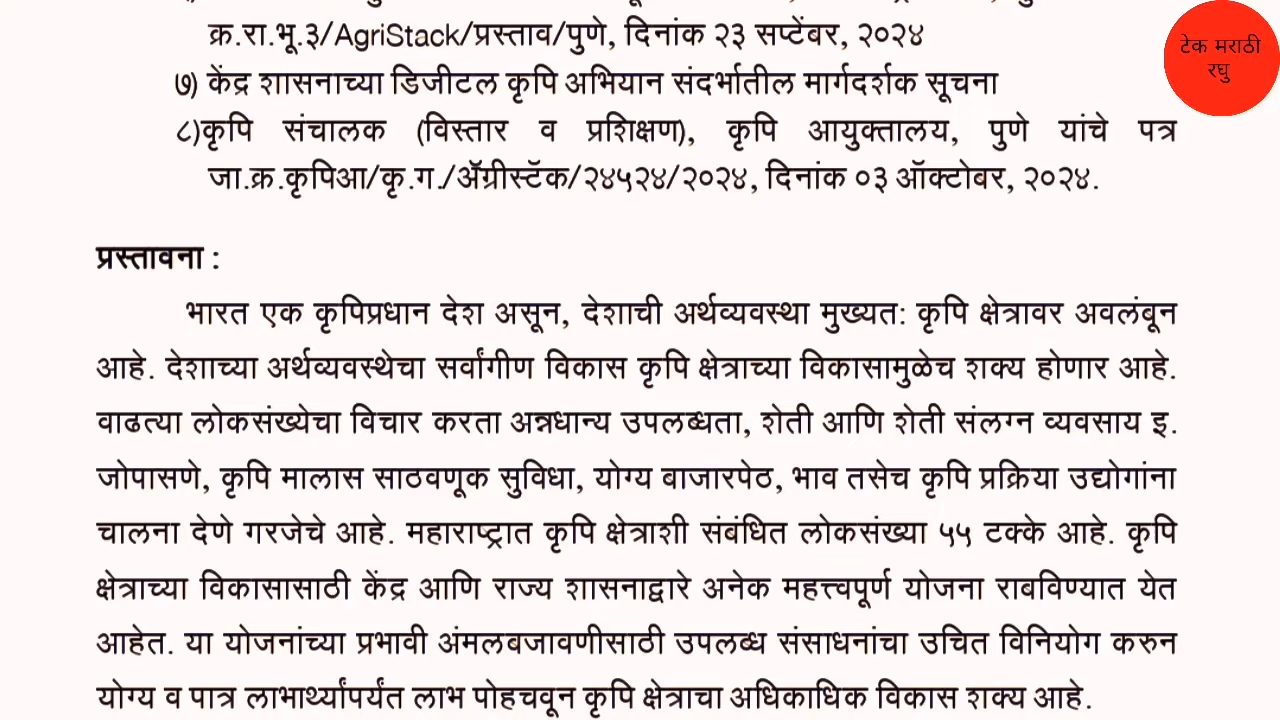 क्र.रा.भू.३/AgriStack/प्रस्ताव/पुणे, दिनांक २३ सप्टेंबर, २०२४
७) केंद्र शासनाच्या डिजीटल कृषि अभियान संदर्भातील मार्गदर्शक सूचना
८)कृषि संचालक (विस्तार व प्रशिक्षण), कृषि आयुक्तालय, पुणे यांचे पत्र
जा.क्र.कृषिआ/कृ.ग./ॲग्रीस्टॅक/२४५२४/२०२४, दिनांक ०३ ऑक्टोबर, २०२४.
प्रस्तावना :
भारत एक कृषिप्रधान देश असून, देशाची अर्थव्यवस्था मुख्यत: कृषि क्षेत्रावर अवलंबून
आहे. देशाच्या अर्थव्यवस्थेचा सर्वांगीण विकास कृषि क्षेत्राच्या विकासामुळेच शक्य होणार आहे.
वाढत्या लोकसंख्येचा विचार करता अन्नधान्य उपलब्धता, शेती आणि शेती संलग्न व्यवसाय इ.
जोपासणे, कृषि मालास साठवणूक सुविधा, योग्य बाजारपेठ, भाव तसेच कृषि प्रक्रिया उद्योगांना
चालना देणे गरजेचे आहे. महाराष्ट्रात कृषि क्षेत्राशी संबंधित लोकसंख्या ५५ टक्के आहे. कृषि
क्षेत्राच्या विकासासाठी केंद्र आणि राज्य शासनाद्वारे अनेक महत्त्वपूर्ण योजना राबविण्यात येत
आहेत. या योजनांच्या प्रभावी अंमलबजावणीसाठी उपलब्ध संसाधनांचा उचित विनियोग करुन
योग्य व पात्र लाभार्थ्यांपर्यंत लाभ पोहचवून कृषि क्षेत्राचा अधिकाधिक विकास शक्य आहे.
टेक मराठी
रघु